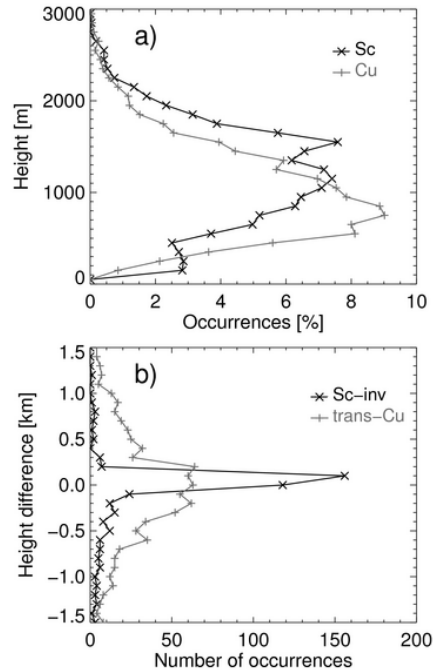 3000
a)
Sc
Cu
2000
Height [m]
1000
0
0 2 4 6 8 10
Occurrences [%]
1.5
b)
Sc-inv
trans-Cu
1.0
0.5
Height difference [km]
0.0
-0.5
-1.0
-1.5
0 50 100 150 200
Number of occurrences